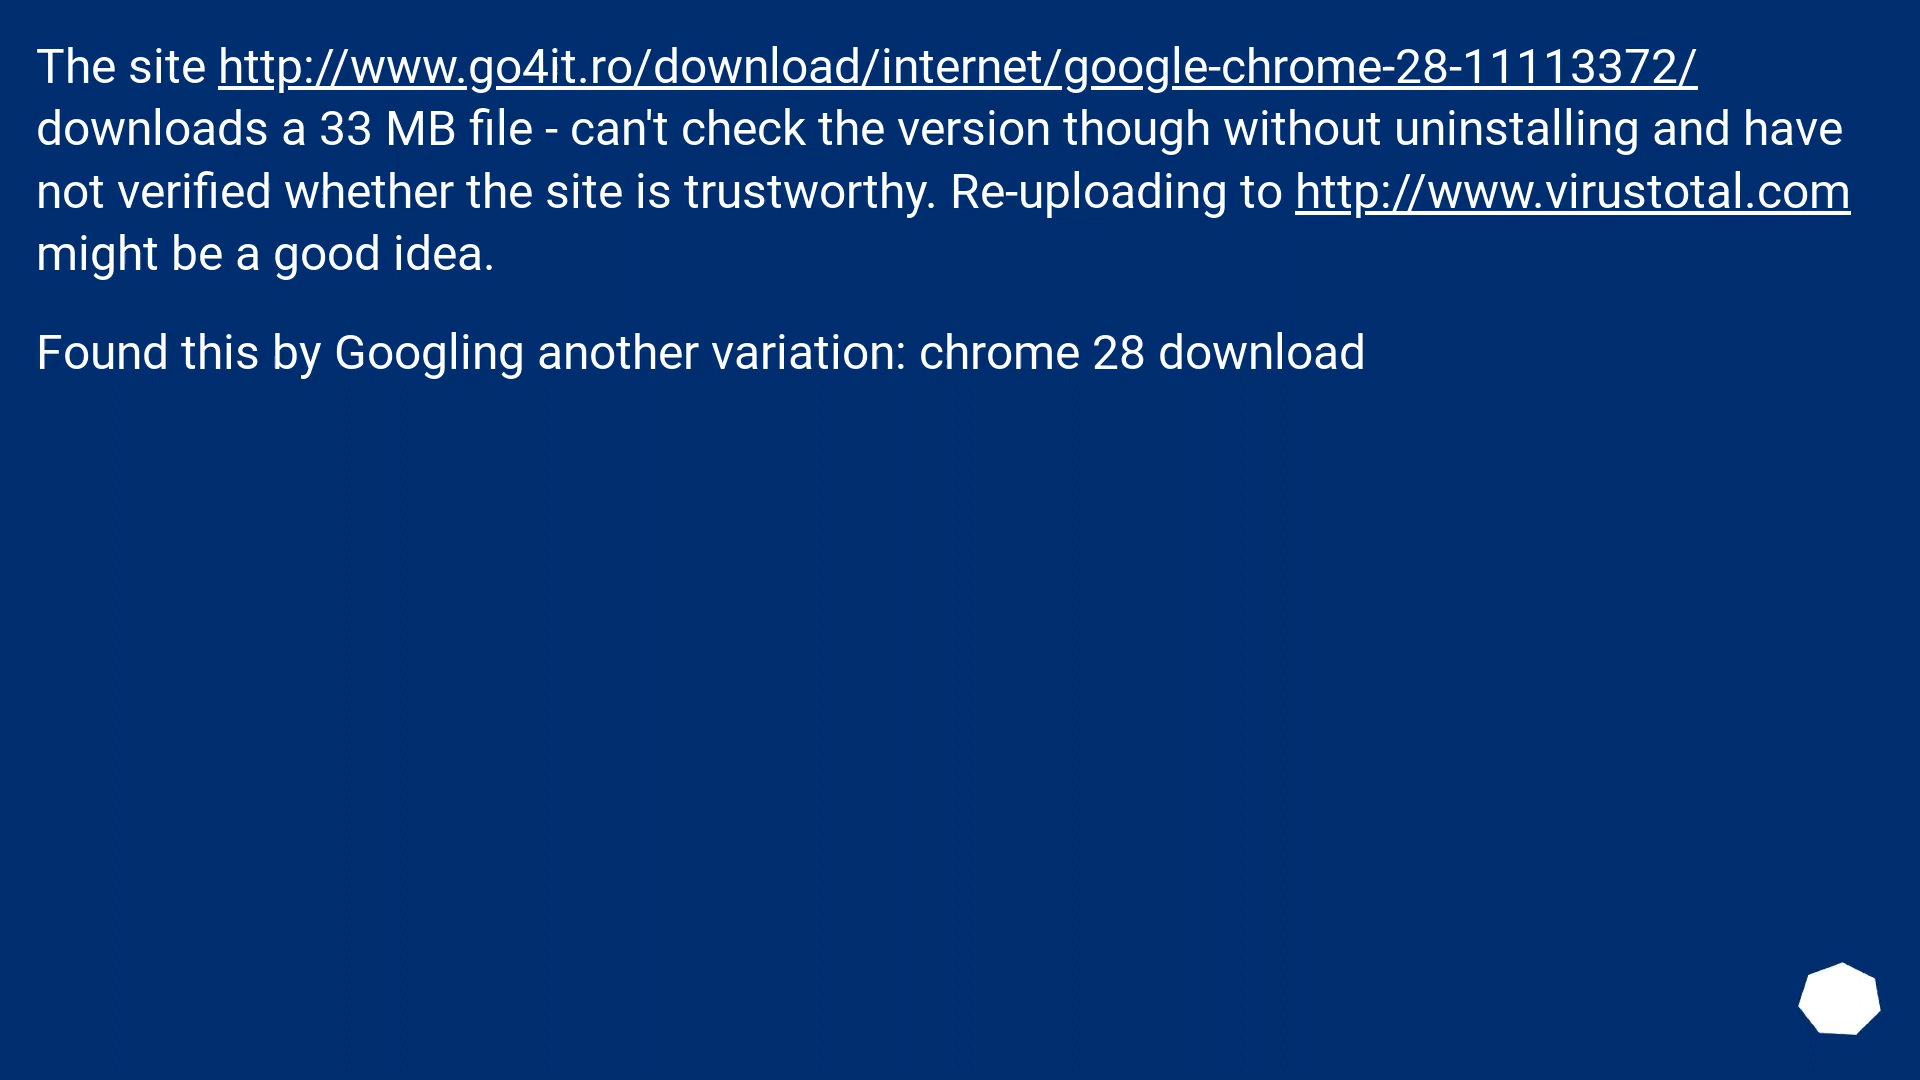 The site http://www.go4it.ro/download/internet/google-chrome-28-11113372/
downloads a 33 MB file - can't check the version though without uninstalling and have
not verified whether the site is trustworthy. Re-uploading to http://www.virustotal.com
might be a good idea.
Found this by Googling another variation: chrome 28 download